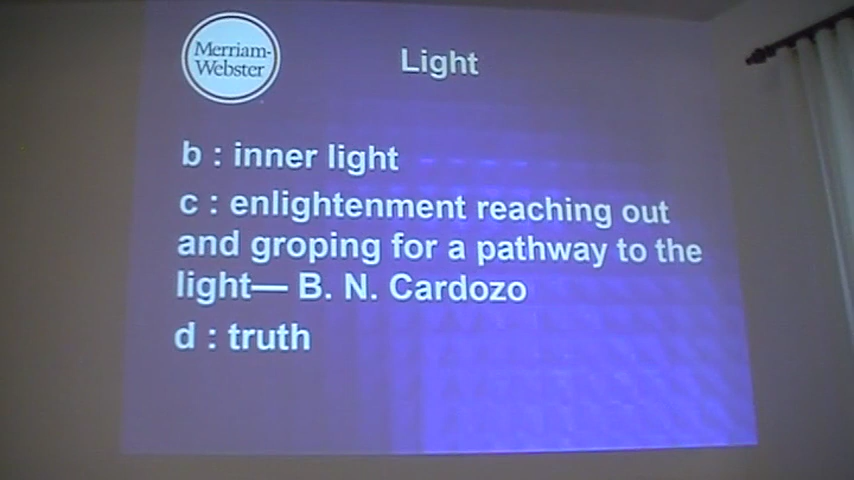 Merriam-
Webster
Light
b : inner light
c : enlightenment reaching out
and groping for a pathway to the
light— B. N. Cardozo
d : truth